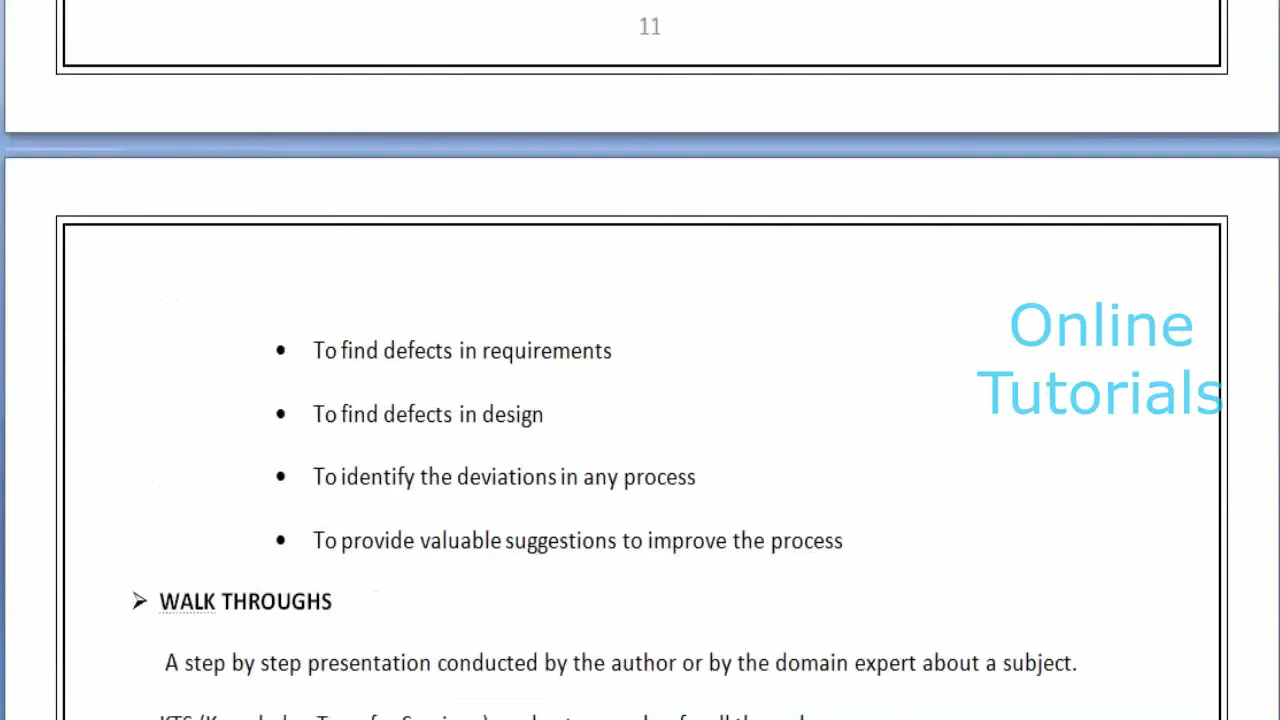 11
Online
Tutorials
• To find defects in requirements
• To find defects in design
• To identify the deviations in any process
• To provide valuable suggestions to improve the process
➢ WALK THROUGHS
A step by step presentation conducted by the author or by the domain expert about a subject.